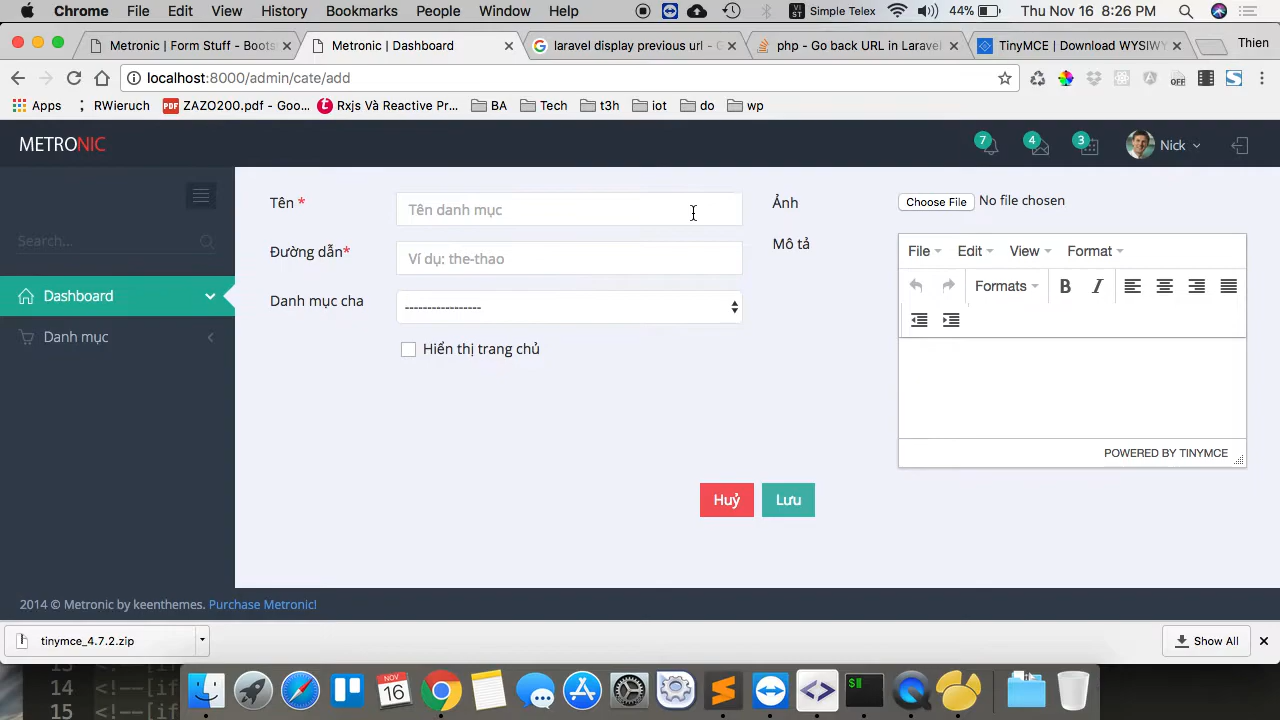 Chrome File Edit View History Bookmarks People Window Help Simple Telex 44% Thu Nov 16 8:26 PM
Metronic | Form Stuff - Boots
Metronic | Dashboard
laravel display previous url - G
php - Go back URL in Laravel
TinyMCE | Download WYSIWY
Thien
localhost:8000/admin/cate/add
Apps RWieruch ZAZO200.pdf - Goo... Rxjs Và Reactive Pr... BA Tech t3h iot do wp
METRONIC
7 4 3 Nick
Search...
Dashboard
Danh mục
Tên *
Tên danh mục
Đường dẫn*
Ví dụ: the-thao
Danh mục cha
-----------------
Hiển thị trang chủ
Ảnh
Choose File No file chosen
Mô tả
File Edit View Format
Formats B I
POWERED BY TINYMCE
Huỷ Lưu
2014 © Metronic by keenthemes. Purchase Metronic!
tinymce_4.7.2.zip
Show All
14 <!--[if
15 <!--[if
NOV
16